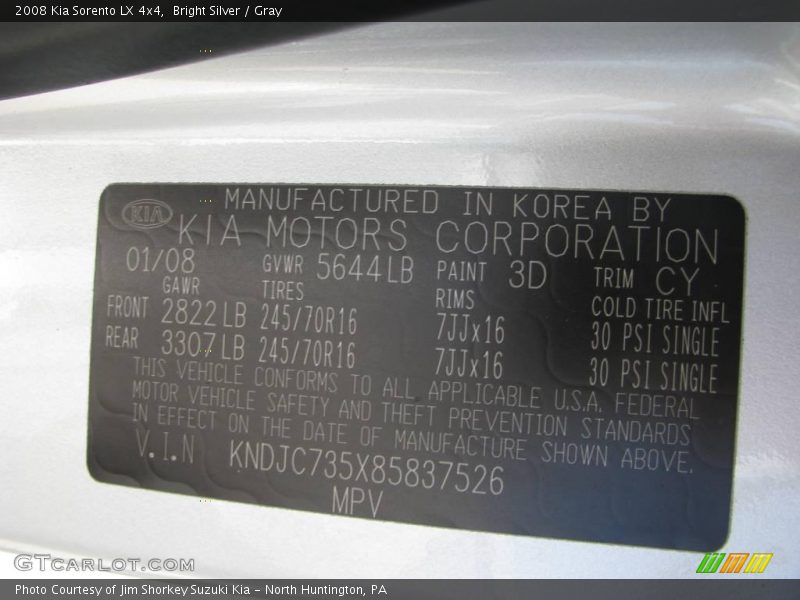 2008 Kia Sorento LX 4x4, Bright Silver / Gray
KIA MANUFACTURED IN KOREA BY
KIA MOTORS CORPORATION
01/08 GVWR 5644LB PAINT 3D TRIM CY
GAWR TIRES RIMS COLD TIRE INFL
FRONT 2822LB 245/70R16 7JJx16 30 PSI SINGLE
REAR 3307LB 245/70R16 7JJx16 30 PSI SINGLE
THIS VEHICLE CONFORMS TO ALL APPLICABLE U.S.A. FEDERAL
MOTOR VEHICLE SAFETY AND THEFT PREVENTION STANDARDS
IN EFFECT ON THE DATE OF MANUFACTURE SHOWN ABOVE.
V.I.N KNDJC735X85837526
MPV
GTCARLOT.COM
Photo Courtesy of Jim Shorkey Suzuki Kia - North Huntington, PA